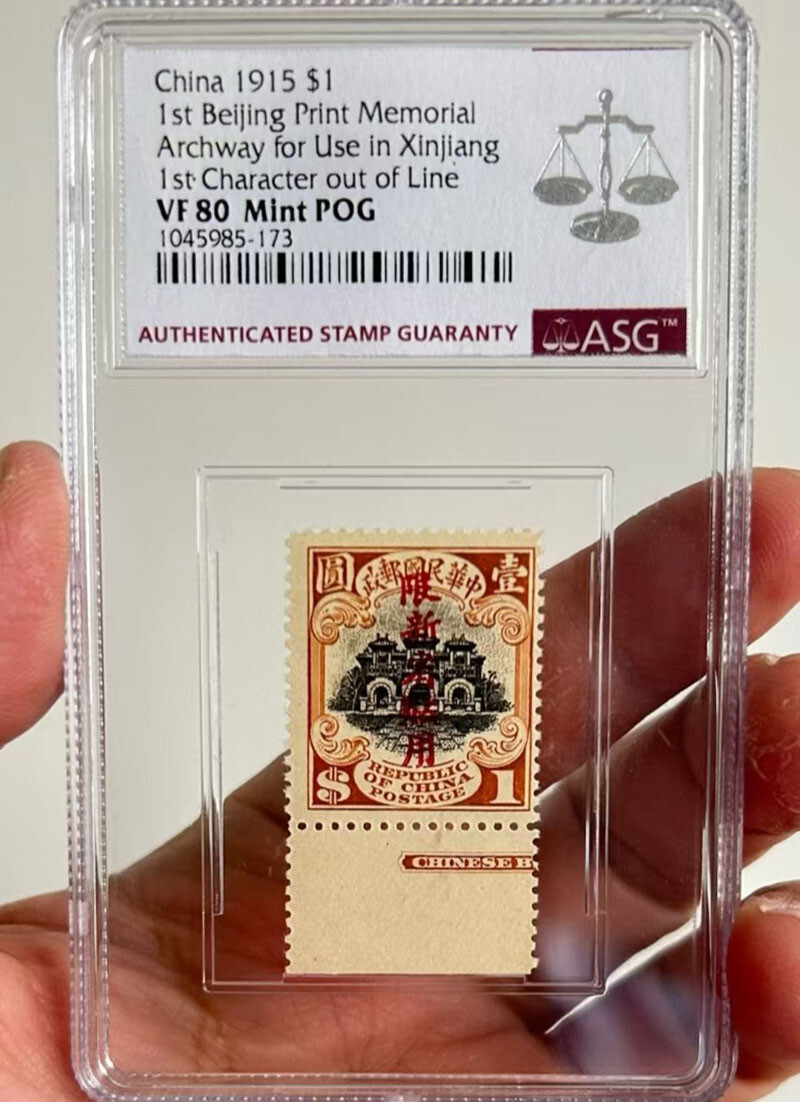 China 1915 $1
1st Beijing Print Memorial
Archway for Use in Xinjiang
1st Character out of Line
VF 80 Mint POG
1045985-173
AUTHENTICATED STAMP GUARANTY
ASG™
圓 政郵國民華中 壹
限新省用
$ REPUBLIC OF CHINA POSTAGE 1
CHINESE B